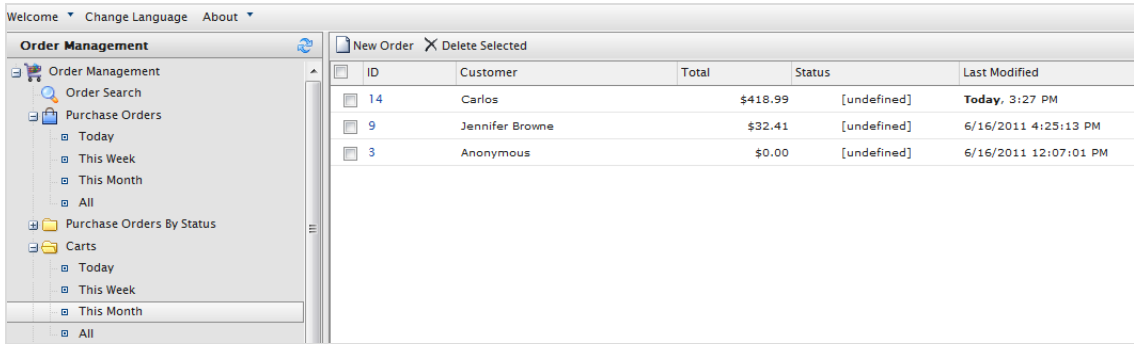 Welcome Change Language About
Order Management
Order Management
Order Search
Purchase Orders
Today
This Week
This Month
All
Purchase Orders By Status
Carts
Today
This Week
This Month
All
New Order Delete Selected
ID Customer Total Status Last Modified
14 Carlos $418.99 [undefined] Today, 3:27 PM
9 Jennifer Browne $32.41 [undefined] 6/16/2011 4:25:13 PM
3 Anonymous $0.00 [undefined] 6/16/2011 12:07:01 PM